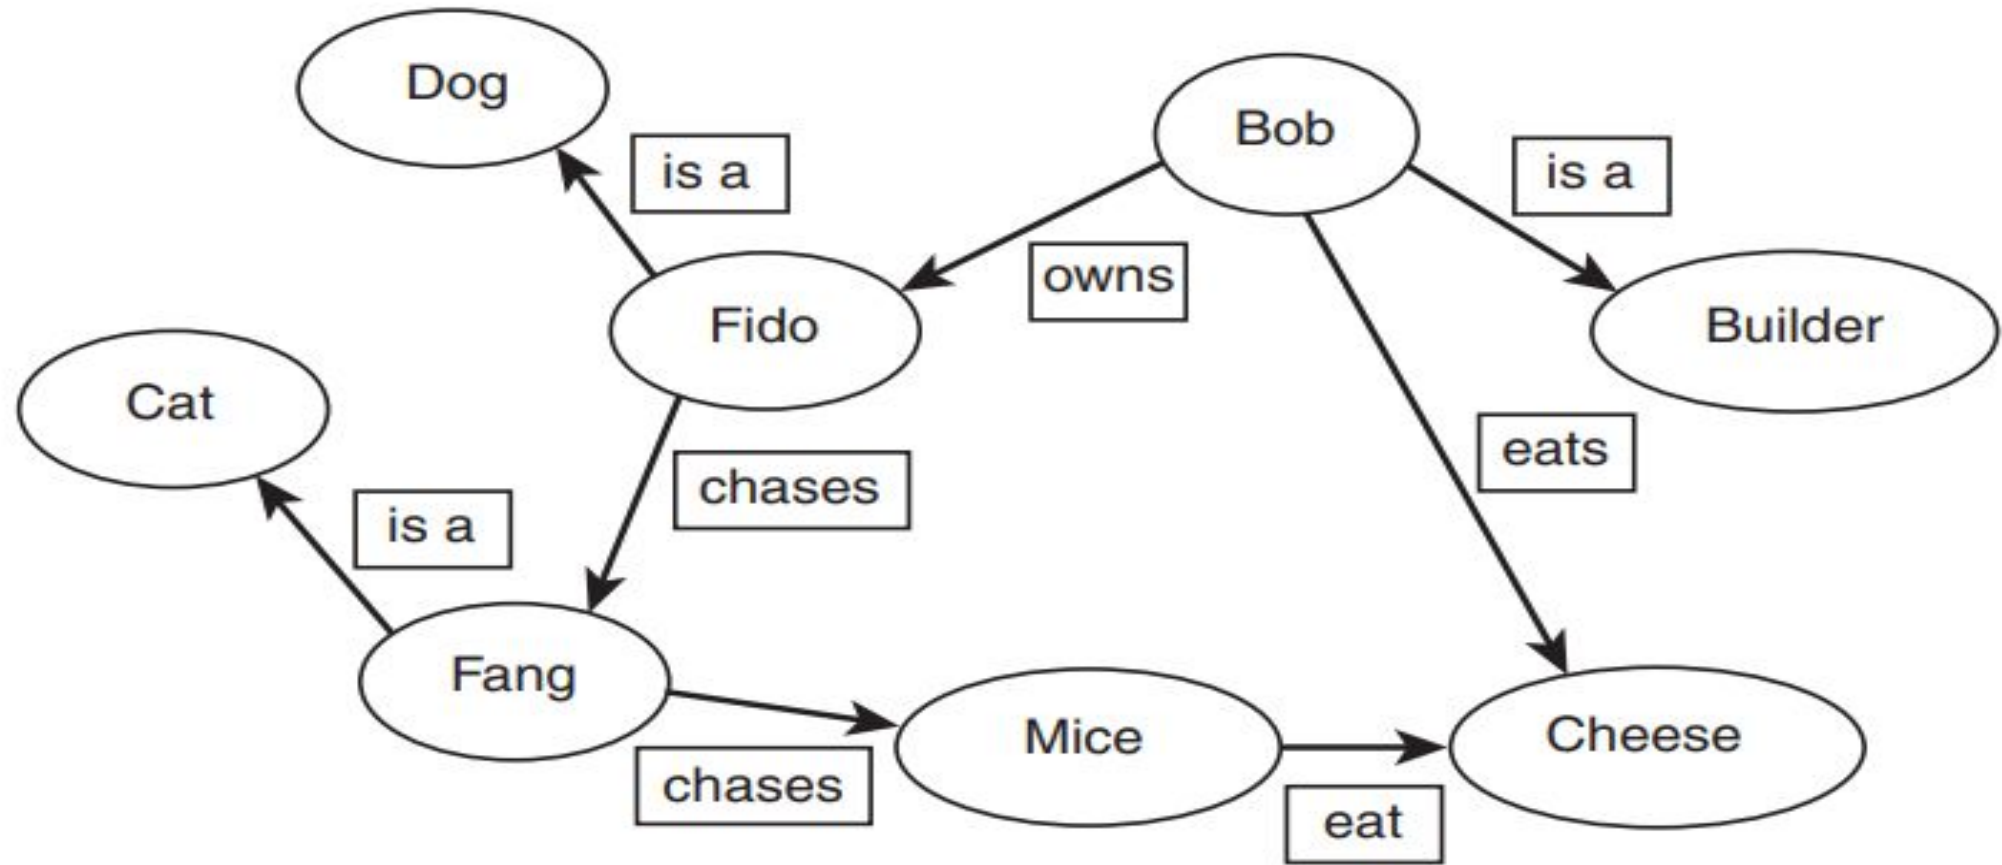 Dog
Bob
is a
is a
owns
Fido
Builder
Cat
eats
chases
is a
Fang
Mice
Cheese
chases
eat